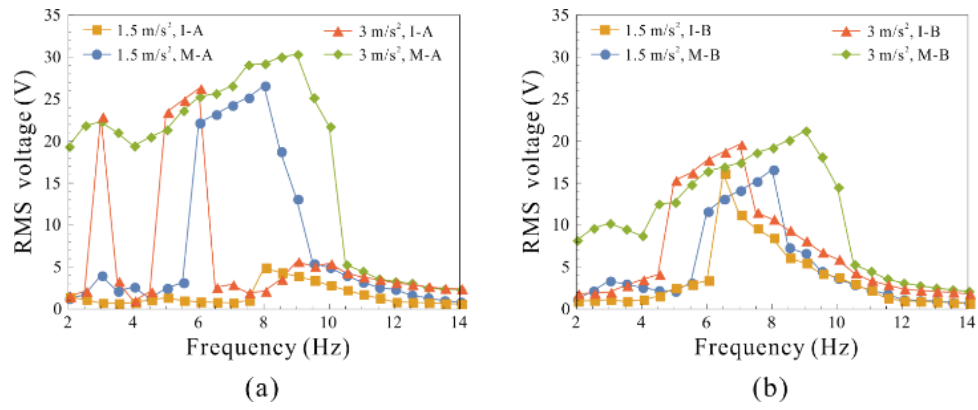 1.5 m/s², I-A
3 m/s², I-A
1.5 m/s², M-A
3 m/s², M-A
RMS voltage (V)
35
30
25
20
15
10
5
0
2 4 6 8 10 12 14
Frequency (Hz)
(a)
1.5 m/s², I-B
3 m/s², I-B
1.5 m/s², M-B
3 m/s², M-B
RMS voltage (V)
35
30
25
20
15
10
5
0
2 4 6 8 10 12 14
Frequency (Hz)
(b)